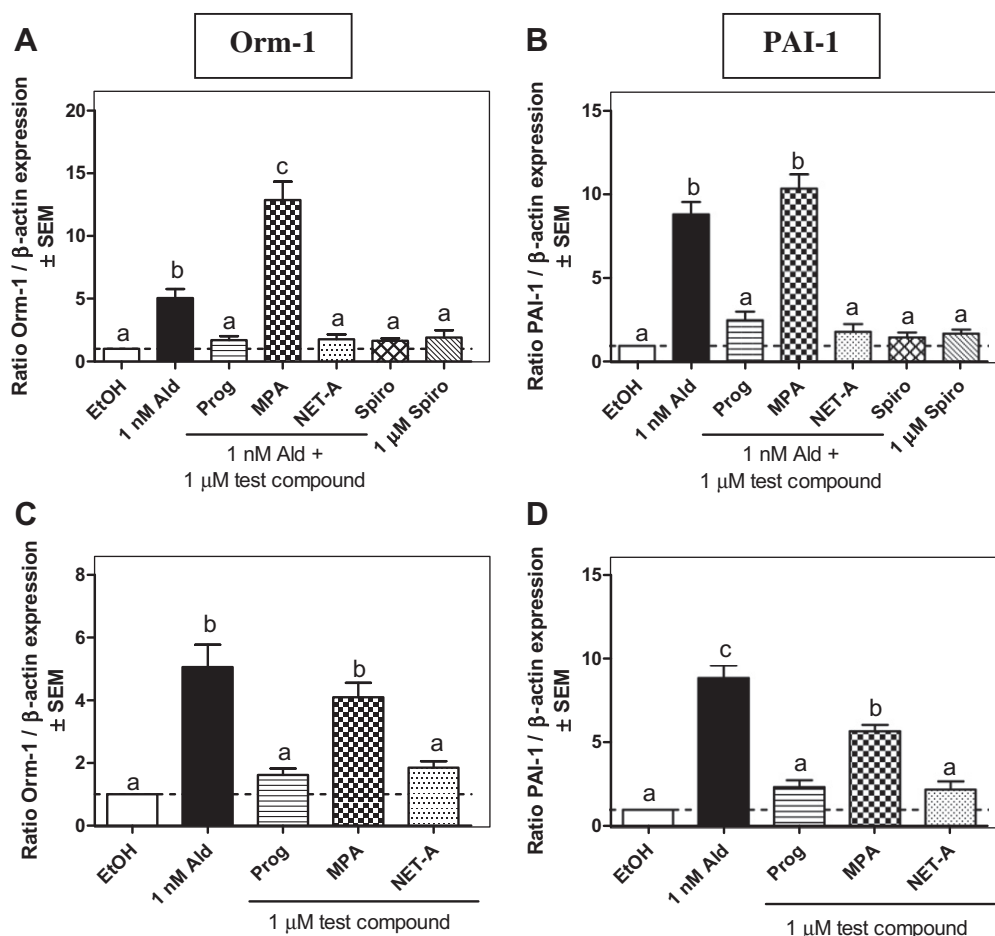 A
Orm-1
Ratio Orm-1 / β-actin expression
± SEM
20
15
10
5
0
a
b
a
c
a
a
a
EtOH
1 nM Ald
Prog
MPA
NET-A
Spiro
1 μM Spiro
1 nM Ald +
1 μM test compound
B
PAI-1
Ratio PAI-1 / β-actin expression
± SEM
15
10
5
0
a
b
a
b
a
a
a
EtOH
1 nM Ald
Prog
MPA
NET-A
Spiro
1 μM Spiro
1 nM Ald +
1 μM test compound
C
Ratio Orm-1 / β-actin expression
± SEM
8
6
4
2
0
a
b
a
b
a
EtOH
1 nM Ald
Prog
MPA
NET-A
1 μM test compound
D
Ratio PAI-1 / β-actin expression
± SEM
15
10
5
0
a
c
a
b
a
EtOH
1 nM Ald
Prog
MPA
NET-A
1 μM test compound